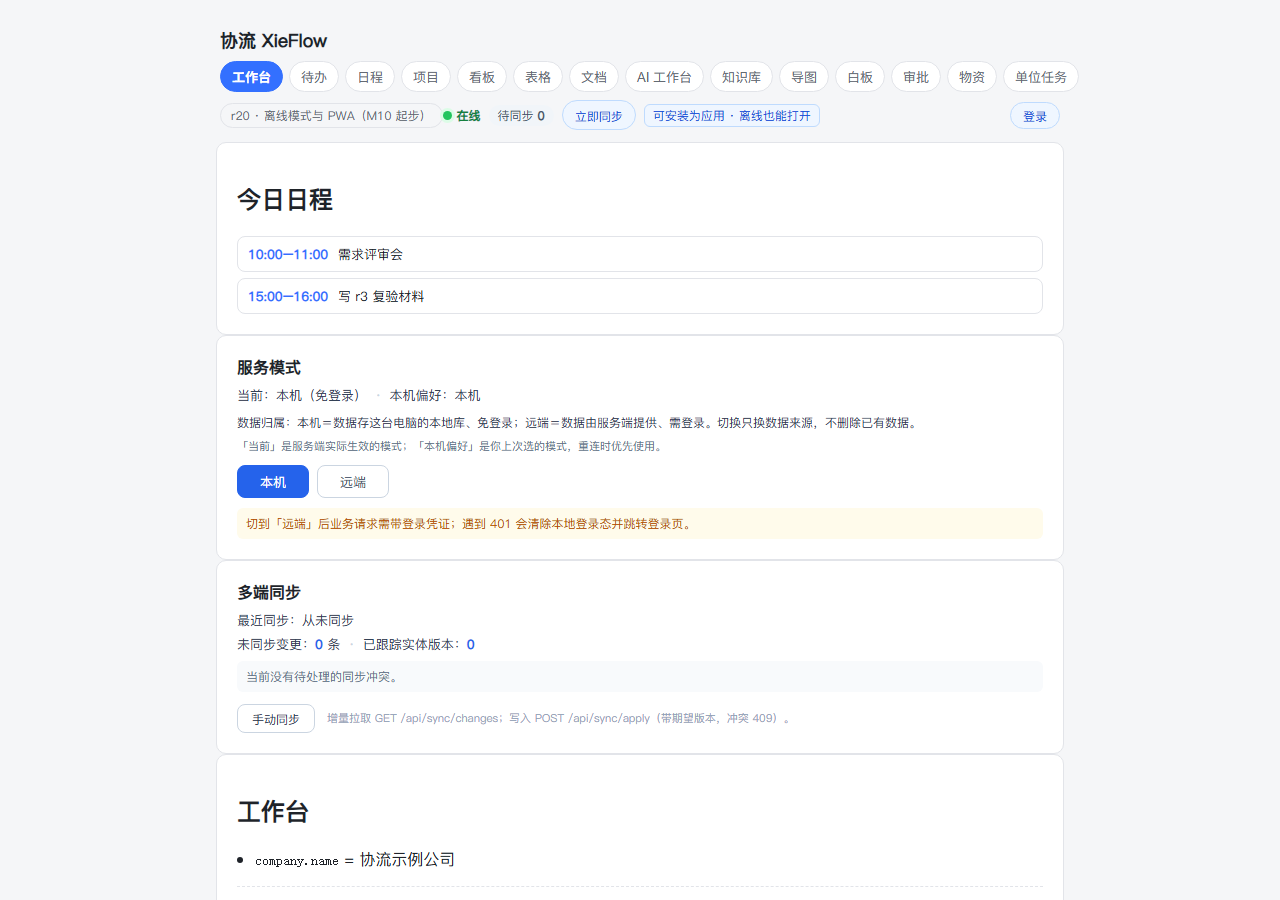 协流 XieFlow
工作台 待办 日程 项目 看板 表格 文档 AI 工作台 知识库 导图 白板 审批 物资 单位任务
r20 · 离线模式与 PWA（M10 起步） 在线 待同步 0 立即同步 可安装为应用 · 离线也能打开 登录
今日日程
10:00—11:00 需求评审会
15:00—16:00 写 r3 复验材料
服务模式
当前：本机（免登录） · 本机偏好：本机
数据归属：本机＝数据存这台电脑的本地库、免登录；远端＝数据由服务端提供、需登录。切换只换数据来源，不删除已有数据。
「当前」是服务端实际生效的模式；「本机偏好」是你上次选的模式，重连时优先使用。
本机 远端
切到「远端」后业务请求需带登录凭证；遇到 401 会清除本地登录态并跳转登录页。
多端同步
最近同步：从未同步
未同步变更：0 条 · 已跟踪实体版本：0
当前没有待处理的同步冲突。
手动同步 增量拉取 GET /api/sync/changes；写入 POST /api/sync/apply（带期望版本，冲突 409）。
工作台
• company.name = 协流示例公司